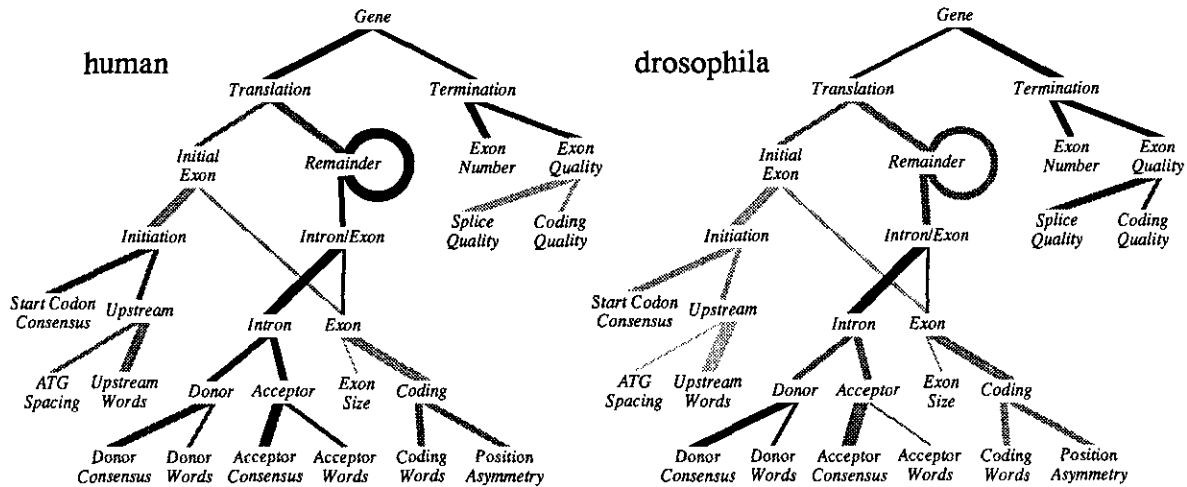 Gene
human
Translation
Termination
Initial
Exon
Remainder
Exon
Number
Exon
Quality
Splice
Quality
Coding
Quality
Initiation
Intron/Exon
Start Codon
Consensus
Upstream
Intron
Exon
ATG
Spacing
Upstream
Words
Donor
Acceptor
Exon
Size
Coding
Donor
Consensus
Donor
Words
Acceptor
Consensus
Acceptor
Words
Coding
Words
Position
Asymmetry
Gene
drosophila
Translation
Termination
Initial
Exon
Remainder
Exon
Number
Exon
Quality
Splice
Quality
Coding
Quality
Initiation
Intron/Exon
Start Codon
Consensus
Upstream
Intron
Exon
ATG
Spacing
Upstream
Words
Donor
Acceptor
Exon
Size
Coding
Donor
Consensus
Donor
Words
Acceptor
Consensus
Acceptor
Words
Coding
Words
Position
Asymmetry